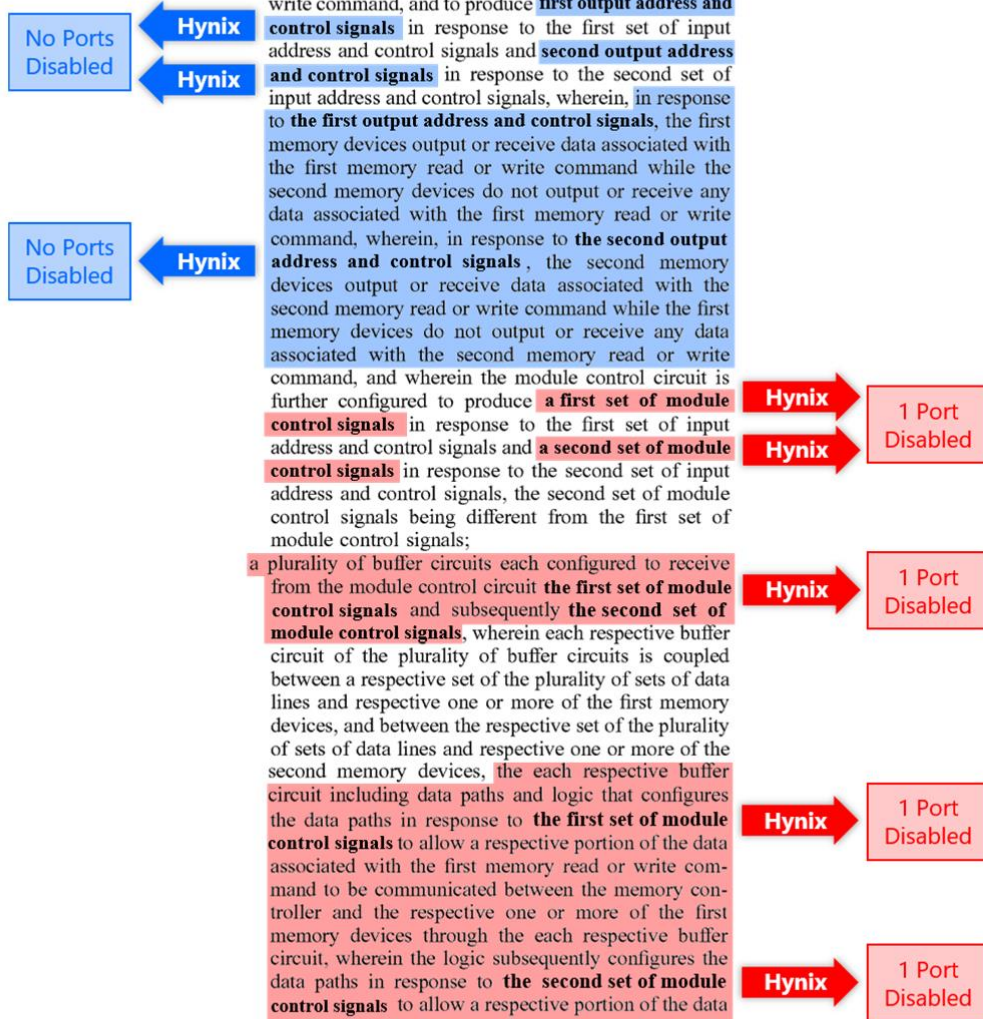 write command, and to produce first output address and
No Ports
Disabled
Hynix
control signals in response to the first set of input
address and control signals and second output address
Hynix
and control signals in response to the second set of
input address and control signals, wherein, in response
to the first output address and control signals, the first
memory devices output or receive data associated with
the first memory read or write command while the
second memory devices do not output or receive any
data associated with the first memory read or write
No Ports
Disabled
Hynix
command, wherein, in response to the second output
address and control signals , the second memory
devices output or receive data associated with the
second memory read or write command while the first
memory devices do not output or receive any data
associated with the second memory read or write
command, and wherein the module control circuit is
further configured to produce a first set of module
Hynix
1 Port
Disabled
control signals in response to the first set of input
address and control signals and a second set of module
Hynix
control signals in response to the second set of input
address and control signals, the second set of module
control signals being different from the first set of
module control signals;
a plurality of buffer circuits each configured to receive
from the module control circuit the first set of module
Hynix
1 Port
Disabled
control signals and subsequently the second set of
module control signals, wherein each respective buffer
circuit of the plurality of buffer circuits is coupled
between a respective set of the plurality of sets of data
lines and respective one or more of the first memory
devices, and between the respective set of the plurality
of sets of data lines and respective one or more of the
second memory devices, the each respective buffer
circuit including data paths and logic that configures
the data paths in response to the first set of module
Hynix
1 Port
Disabled
control signals to allow a respective portion of the data
associated with the first memory read or write com-
mand to be communicated between the memory con-
troller and the respective one or more of the first
memory devices through the each respective buffer
circuit, wherein the logic subsequently configures the
data paths in response to the second set of module
Hynix
1 Port
Disabled
control signals to allow a respective portion of the data